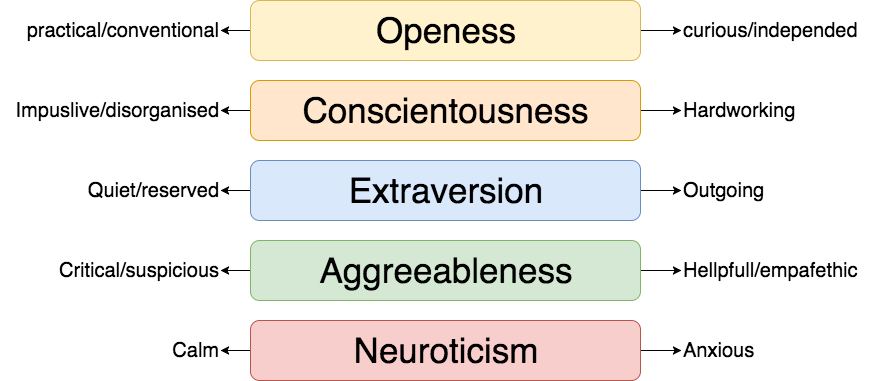 practical/conventional Openess curious/independed
Impuslive/disorganised Conscientousness Hardworking
Quiet/reserved Extraversion Outgoing
Critical/suspicious Aggreeableness Hellpfull/empafethic
Calm Neuroticism Anxious